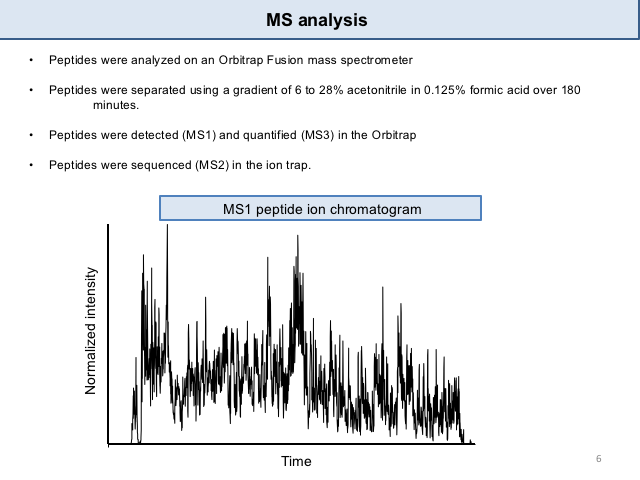 MS analysis
• Peptides were analyzed on an Orbitrap Fusion mass spectrometer
• Peptides were separated using a gradient of 6 to 28% acetonitrile in 0.125% formic acid over 180
minutes.
• Peptides were detected (MS1) and quantified (MS3) in the Orbitrap
• Peptides were sequenced (MS2) in the ion trap.
MS1 peptide ion chromatogram
Normalized intensity
Time
6